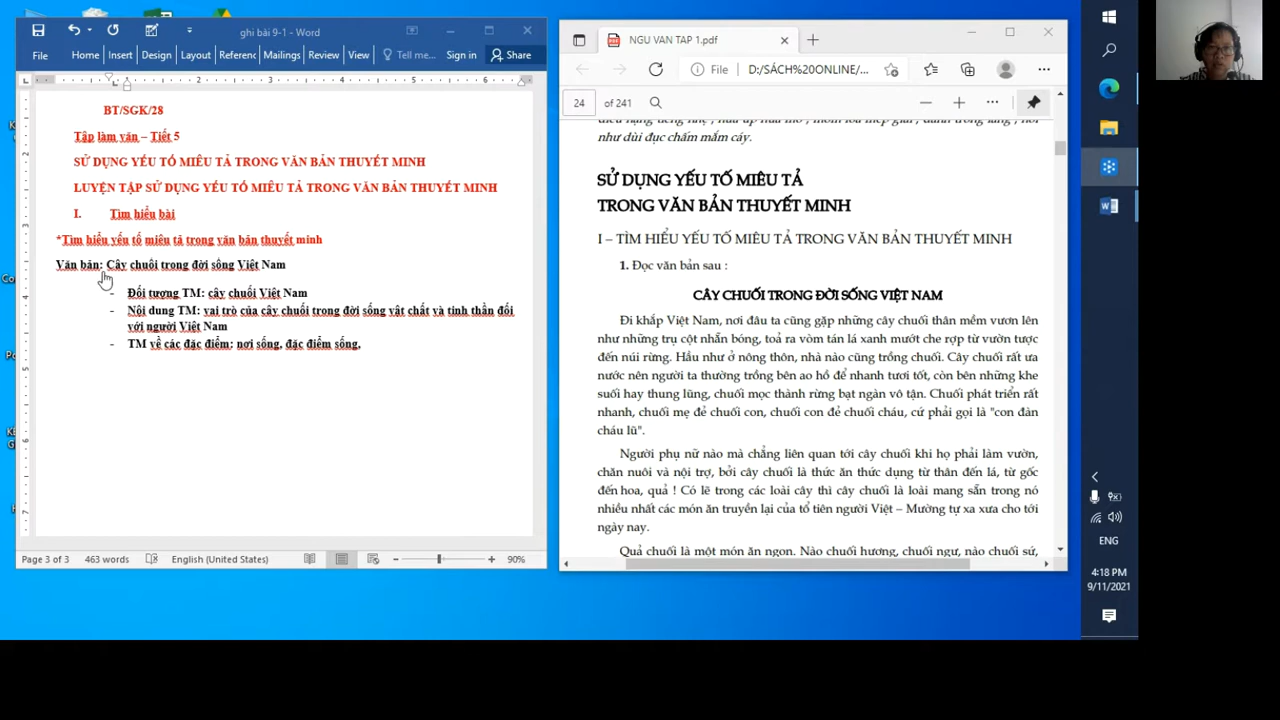 ghi bài 9-1 - Word
File Home Insert Design Layout Referenc Mailings Review View Tell me... Sign in Share
2 3 4 5 6
BT/SGK/28
Tập làm văn – Tiết 5
SỬ DỤNG YẾU TỐ MIÊU TẢ TRONG VĂN BẢN THUYẾT MINH
LUYỆN TẬP SỬ DỤNG YẾU TỐ MIÊU TẢ TRONG VĂN BẢN THUYẾT MINH
I. Tìm hiểu bài
*Tìm hiểu yếu tố miêu tả trong văn bản thuyết minh
Văn bản: Cây chuối trong đời sống Việt Nam
- Đối tượng TM: cây chuối Việt Nam
- Nội dung TM: vai trò của cây chuối trong đời sống vật chất và tinh thần đối
với người Việt Nam
- TM về các đặc điểm: nơi sống, đặc điểm sống,
Page 3 of 3 463 words English (United States) 90%
NGU VAN TAP 1.pdf
File D:/SÁCH%20ONLINE/...
24 of 241
như dùi đục chấm mắm cáy.
SỬ DỤNG YẾU TỐ MIÊU TẢ
TRONG VĂN BẢN THUYẾT MINH
I – TÌM HIỂU YẾU TỐ MIÊU TẢ TRONG VĂN BẢN THUYẾT MINH
1. Đọc văn bản sau :
CÂY CHUỐI TRONG ĐỜI SỐNG VIỆT NAM
Đi khắp Việt Nam, nơi đâu ta cũng gặp những cây chuối thân mềm vươn lên
như những trụ cột nhẵn bóng, toả ra vòm tán lá xanh mướt che rợp từ vườn tược
đến núi rừng. Hầu như ở nông thôn, nhà nào cũng trồng chuối. Cây chuối rất ưa
nước nên người ta thường trồng bên ao hồ để nhanh tươi tốt, còn bên những khe
suối hay thung lũng, chuối mọc thành rừng bạt ngàn vô tận. Chuối phát triển rất
nhanh, chuối mẹ đẻ chuối con, chuối con đẻ chuối cháu, cứ phải gọi là "con đàn
cháu lũ".
Người phụ nữ nào mà chẳng liên quan tới cây chuối khi họ phải làm vườn,
chăn nuôi và nội trợ, bởi cây chuối là thức ăn thức dụng từ thân đến lá, từ gốc
đến hoa, quả ! Có lẽ trong các loài cây thì cây chuối là loài mang sẵn trong nó
nhiều nhất các món ăn truyền lại của tổ tiên người Việt – Mường tự xa xưa cho tới
ngày nay.
Quả chuối là một món ăn ngon. Nào chuối hương, chuối ngự, nào chuối sứ,
ENG
4:18 PM
9/11/2021